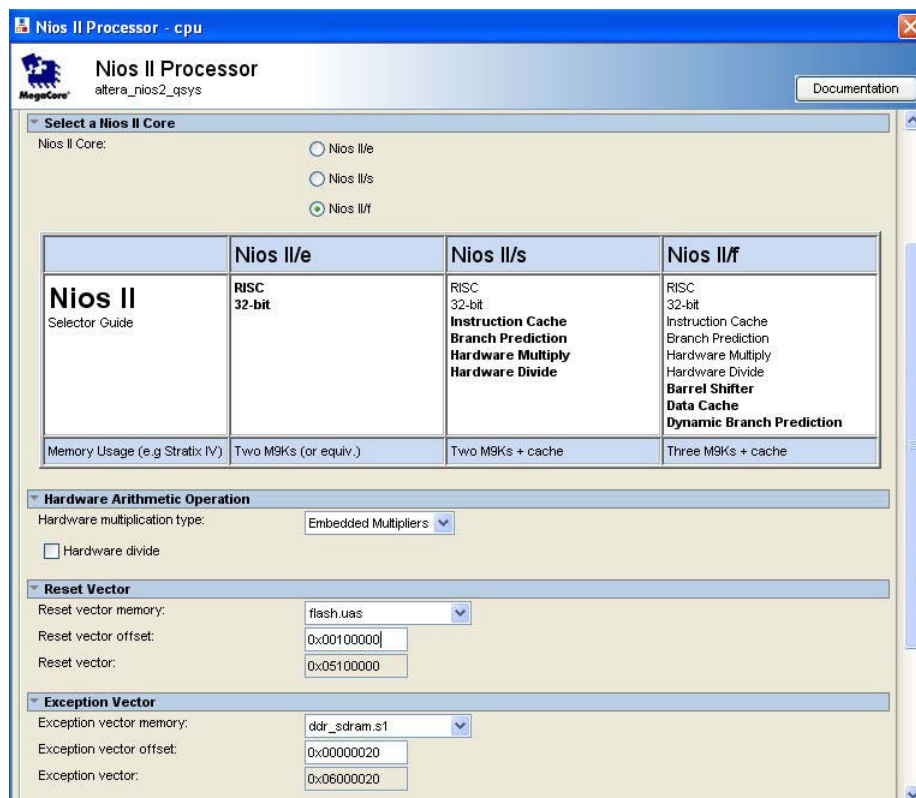 Nios II Processor - cpu
MegaCore'
Nios II Processor
altera_nios2_qsys
Documentation
Select a Nios II Core
Nios II Core:
Nios II/e
Nios II/s
Nios II/f
Nios II/e
Nios II/s
Nios II/f
Nios II
Selector Guide
RISC
32-bit
RISC
32-bit
Instruction Cache
Branch Prediction
Hardware Multiply
Hardware Divide
RISC
32-bit
Instruction Cache
Branch Prediction
Hardware Multiply
Hardware Divide
Barrel Shifter
Data Cache
Dynamic Branch Prediction
Memory Usage (e.g Stratix IV)
Two M9Ks (or equiv.)
Two M9Ks + cache
Three M9Ks + cache
Hardware Arithmetic Operation
Hardware multiplication type:
Embedded Multipliers
Hardware divide
Reset Vector
Reset vector memory:
flash.uas
Reset vector offset:
0x00100000
Reset vector:
0x05100000
Exception Vector
Exception vector memory:
ddr_sdram.s1
Exception vector offset:
0x00000020
Exception vector:
0x06000020